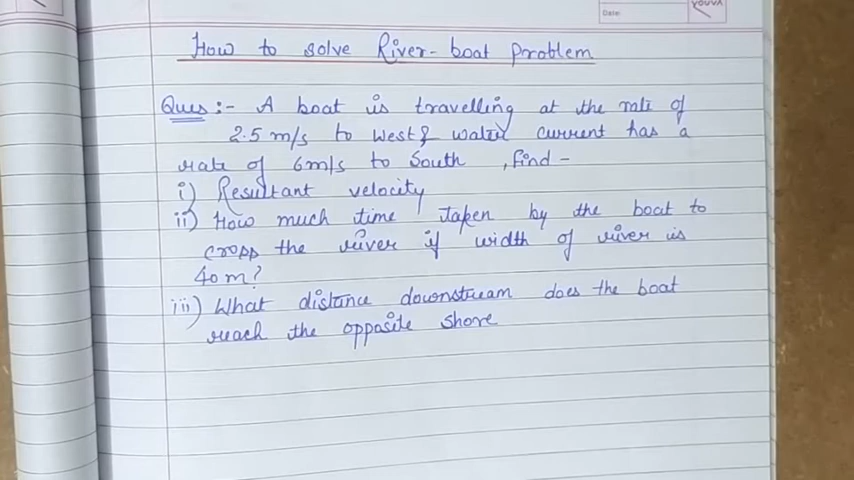 YOUVA
Date:
How to solve River-boat problem
Ques:- A boat is travelling at the rate of
2.5 m/s to west & water current has a
rate of 6m/s to South, find -
i) Resultant velocity
ii) How much time taken by the boat to
cross the river if width of river is
40m?
iii) What distance downstream does the boat
reach the opposite shore